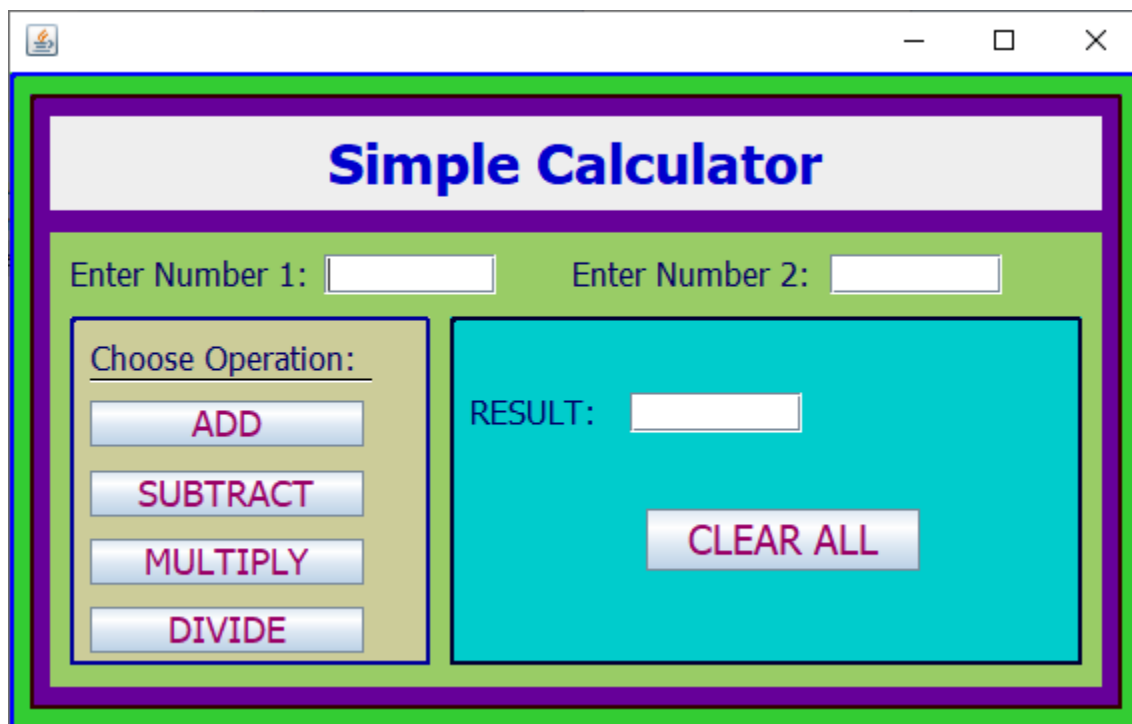 Simple Calculator
Enter Number 1: Enter Number 2:
Choose Operation:
ADD
SUBTRACT
MULTIPLY
DIVIDE
RESULT:
CLEAR ALL